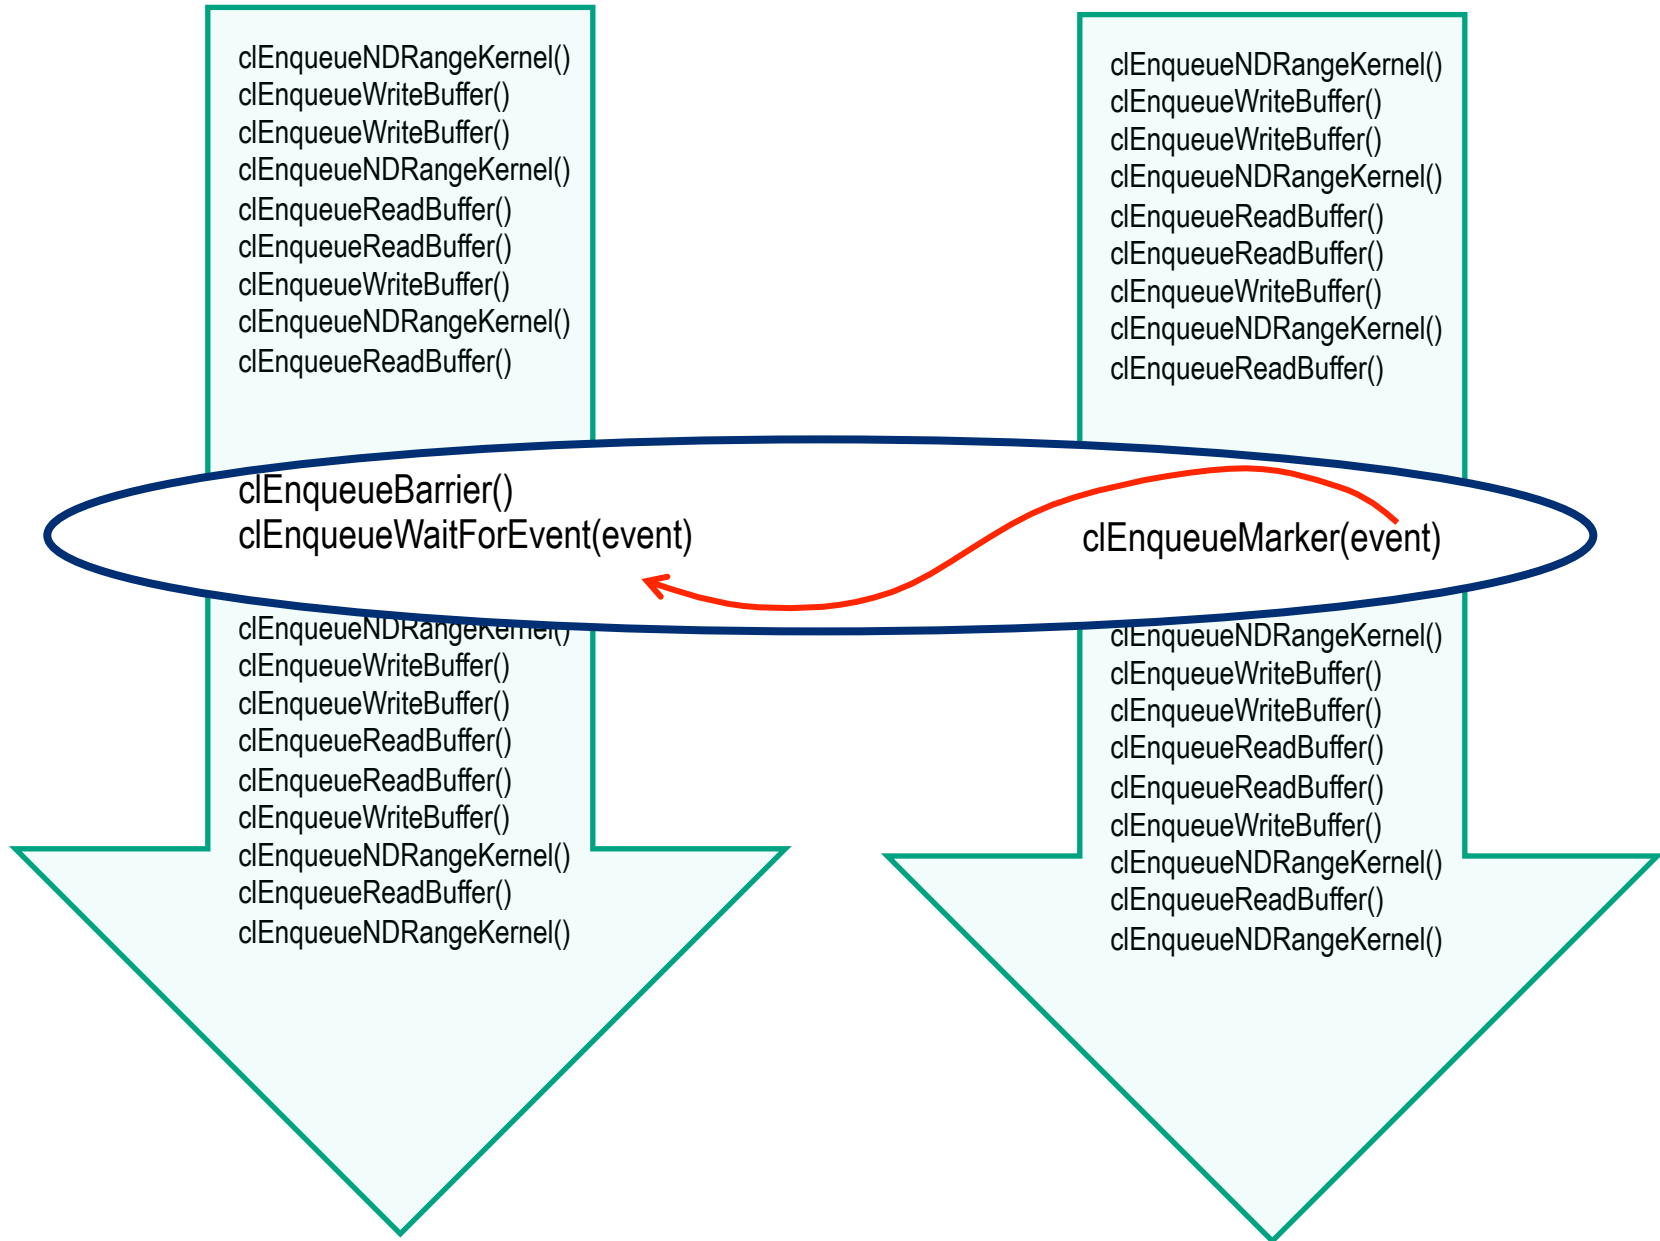 clEnqueueNDRangeKernel()
clEnqueueWriteBuffer()
clEnqueueWriteBuffer()
clEnqueueNDRangeKernel()
clEnqueueReadBuffer()
clEnqueueReadBuffer()
clEnqueueWriteBuffer()
clEnqueueNDRangeKernel()
clEnqueueReadBuffer()
clEnqueueBarrier()
clEnqueueWaitForEvent(event)
clEnqueueNDRangeKernel()
clEnqueueWriteBuffer()
clEnqueueWriteBuffer()
clEnqueueReadBuffer()
clEnqueueReadBuffer()
clEnqueueWriteBuffer()
clEnqueueNDRangeKernel()
clEnqueueReadBuffer()
clEnqueueNDRangeKernel()
clEnqueueNDRangeKernel()
clEnqueueWriteBuffer()
clEnqueueWriteBuffer()
clEnqueueNDRangeKernel()
clEnqueueReadBuffer()
clEnqueueReadBuffer()
clEnqueueWriteBuffer()
clEnqueueNDRangeKernel()
clEnqueueReadBuffer()
clEnqueueMarker(event)
clEnqueueNDRangeKernel()
clEnqueueWriteBuffer()
clEnqueueWriteBuffer()
clEnqueueReadBuffer()
clEnqueueReadBuffer()
clEnqueueWriteBuffer()
clEnqueueNDRangeKernel()
clEnqueueReadBuffer()
clEnqueueNDRangeKernel()